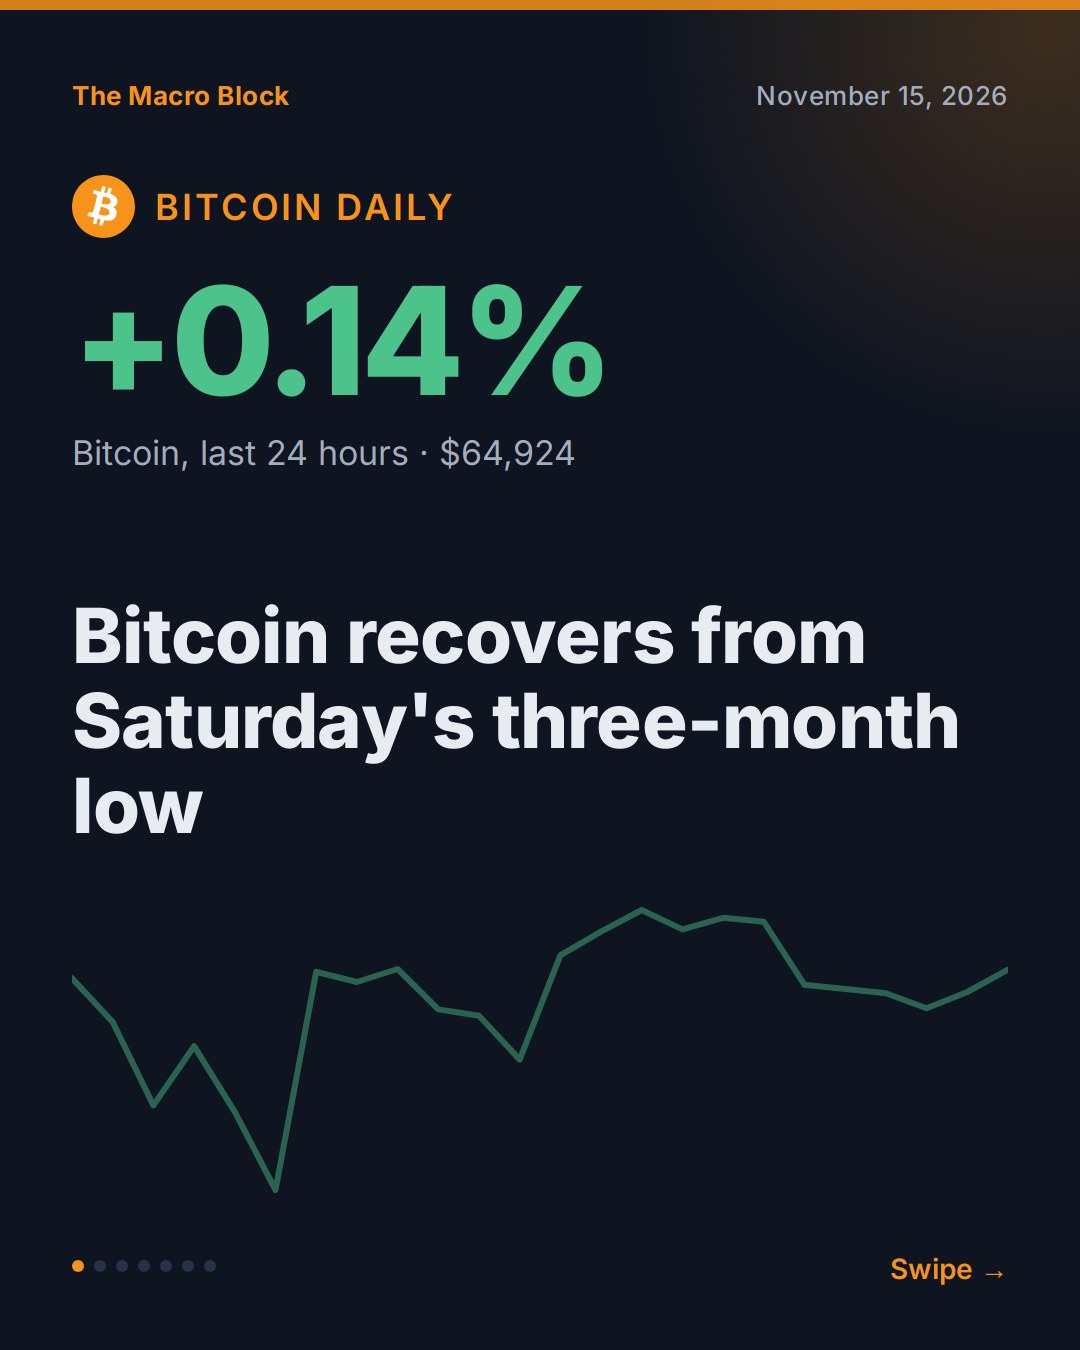 The Macro Block
November 15, 2026
BITCOIN DAILY
+0.14%
Bitcoin, last 24 hours · $64,924
Bitcoin recovers from
Saturday's three-month
low
Swipe →